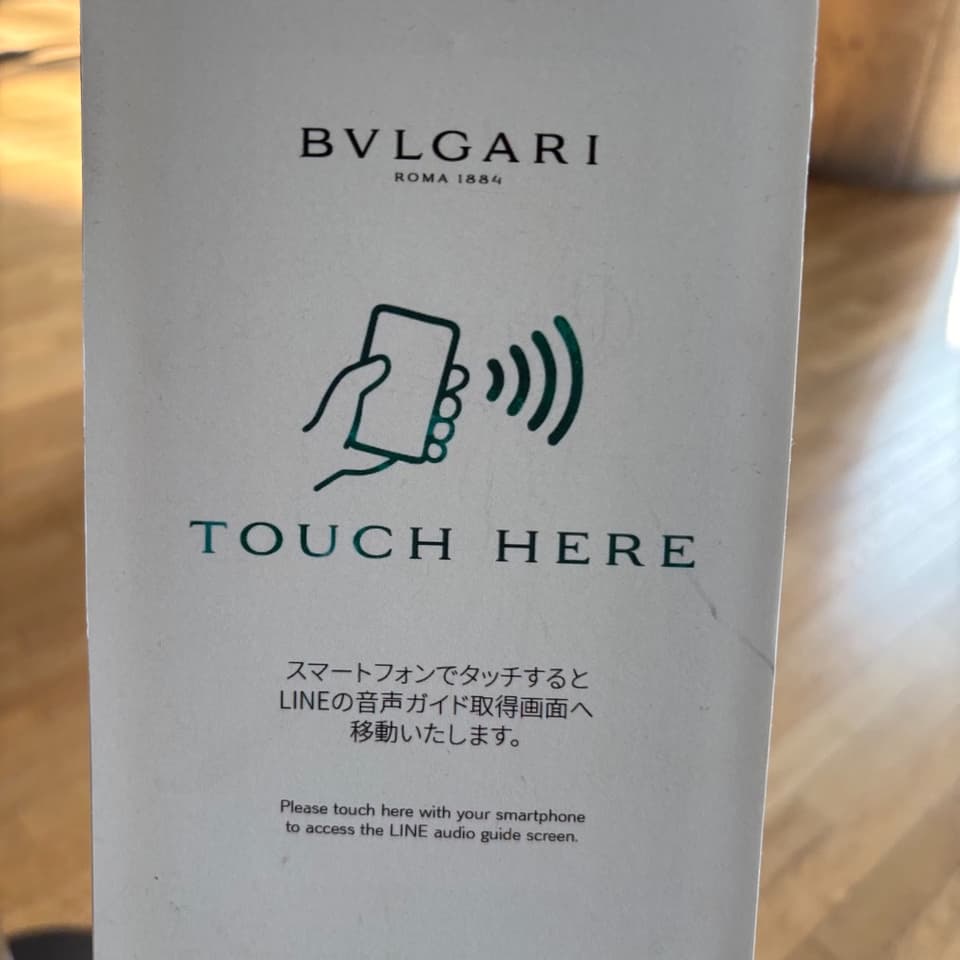 BVLGARI
ROMA 1884
TOUCH HERE
スマートフォンでタッチすると
LINEの音声ガイド取得画面へ
移動いたします。
Please touch here with your smartphone
to access the LINE audio guide screen.